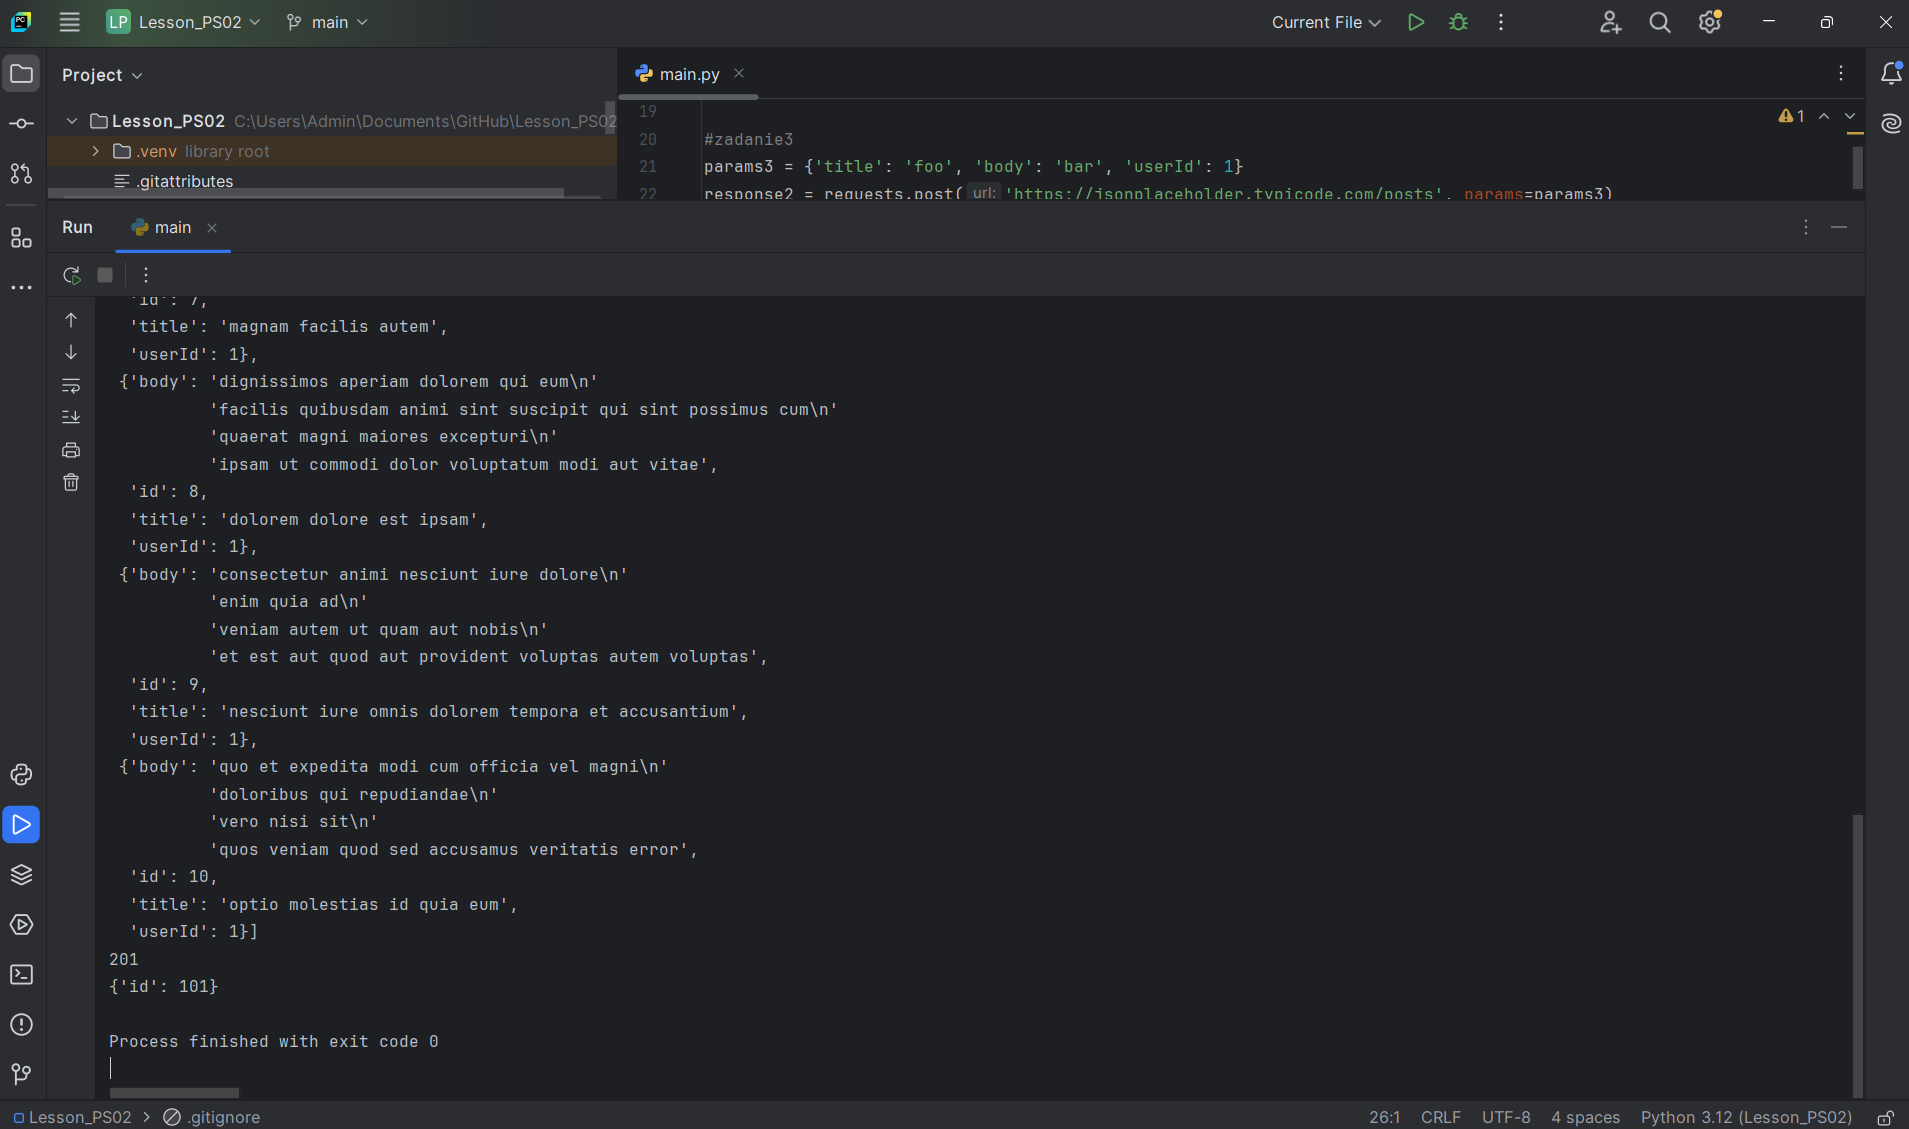 PC
LP Lesson_PS02 main Current File
Project
main.py
Lesson_PS02 C:\Users\Admin\Documents\GitHub\Lesson_PS02
.venv library root
.gitattributes
19
20 #zadanie3
21 params3 = {'title': 'foo', 'body': 'bar', 'userId': 1}
22 response2 = requests.post( url: 'https://jsonplaceholder.typicode.com/posts', params=params3)
1
Run main
'id': 7,
'title': 'magnam facilis autem',
'userId': 1},
{'body': 'dignissimos aperiam dolorem qui eum\n'
'facilis quibusdam animi sint suscipit qui sint possimus cum\n'
'quaerat magni maiores excepturi\n'
'ipsam ut commodi dolor voluptatum modi aut vitae',
'id': 8,
'title': 'dolorem dolore est ipsam',
'userId': 1},
{'body': 'consectetur animi nesciunt iure dolore\n'
'enim quia ad\n'
'veniam autem ut quam aut nobis\n'
'et est aut quod aut provident voluptas autem voluptas',
'id': 9,
'title': 'nesciunt iure omnis dolorem tempora et accusantium',
'userId': 1},
{'body': 'quo et expedita modi cum officia vel magni\n'
'doloribus qui repudiandae\n'
'vero nisi sit\n'
'quos veniam quod sed accusamus veritatis error',
'id': 10,
'title': 'optio molestias id quia eum',
'userId': 1}]
201
{'id': 101}
Process finished with exit code 0
Lesson_PS02 > .gitignore 26:1 CRLF UTF-8 4 spaces Python 3.12 (Lesson_PS02)